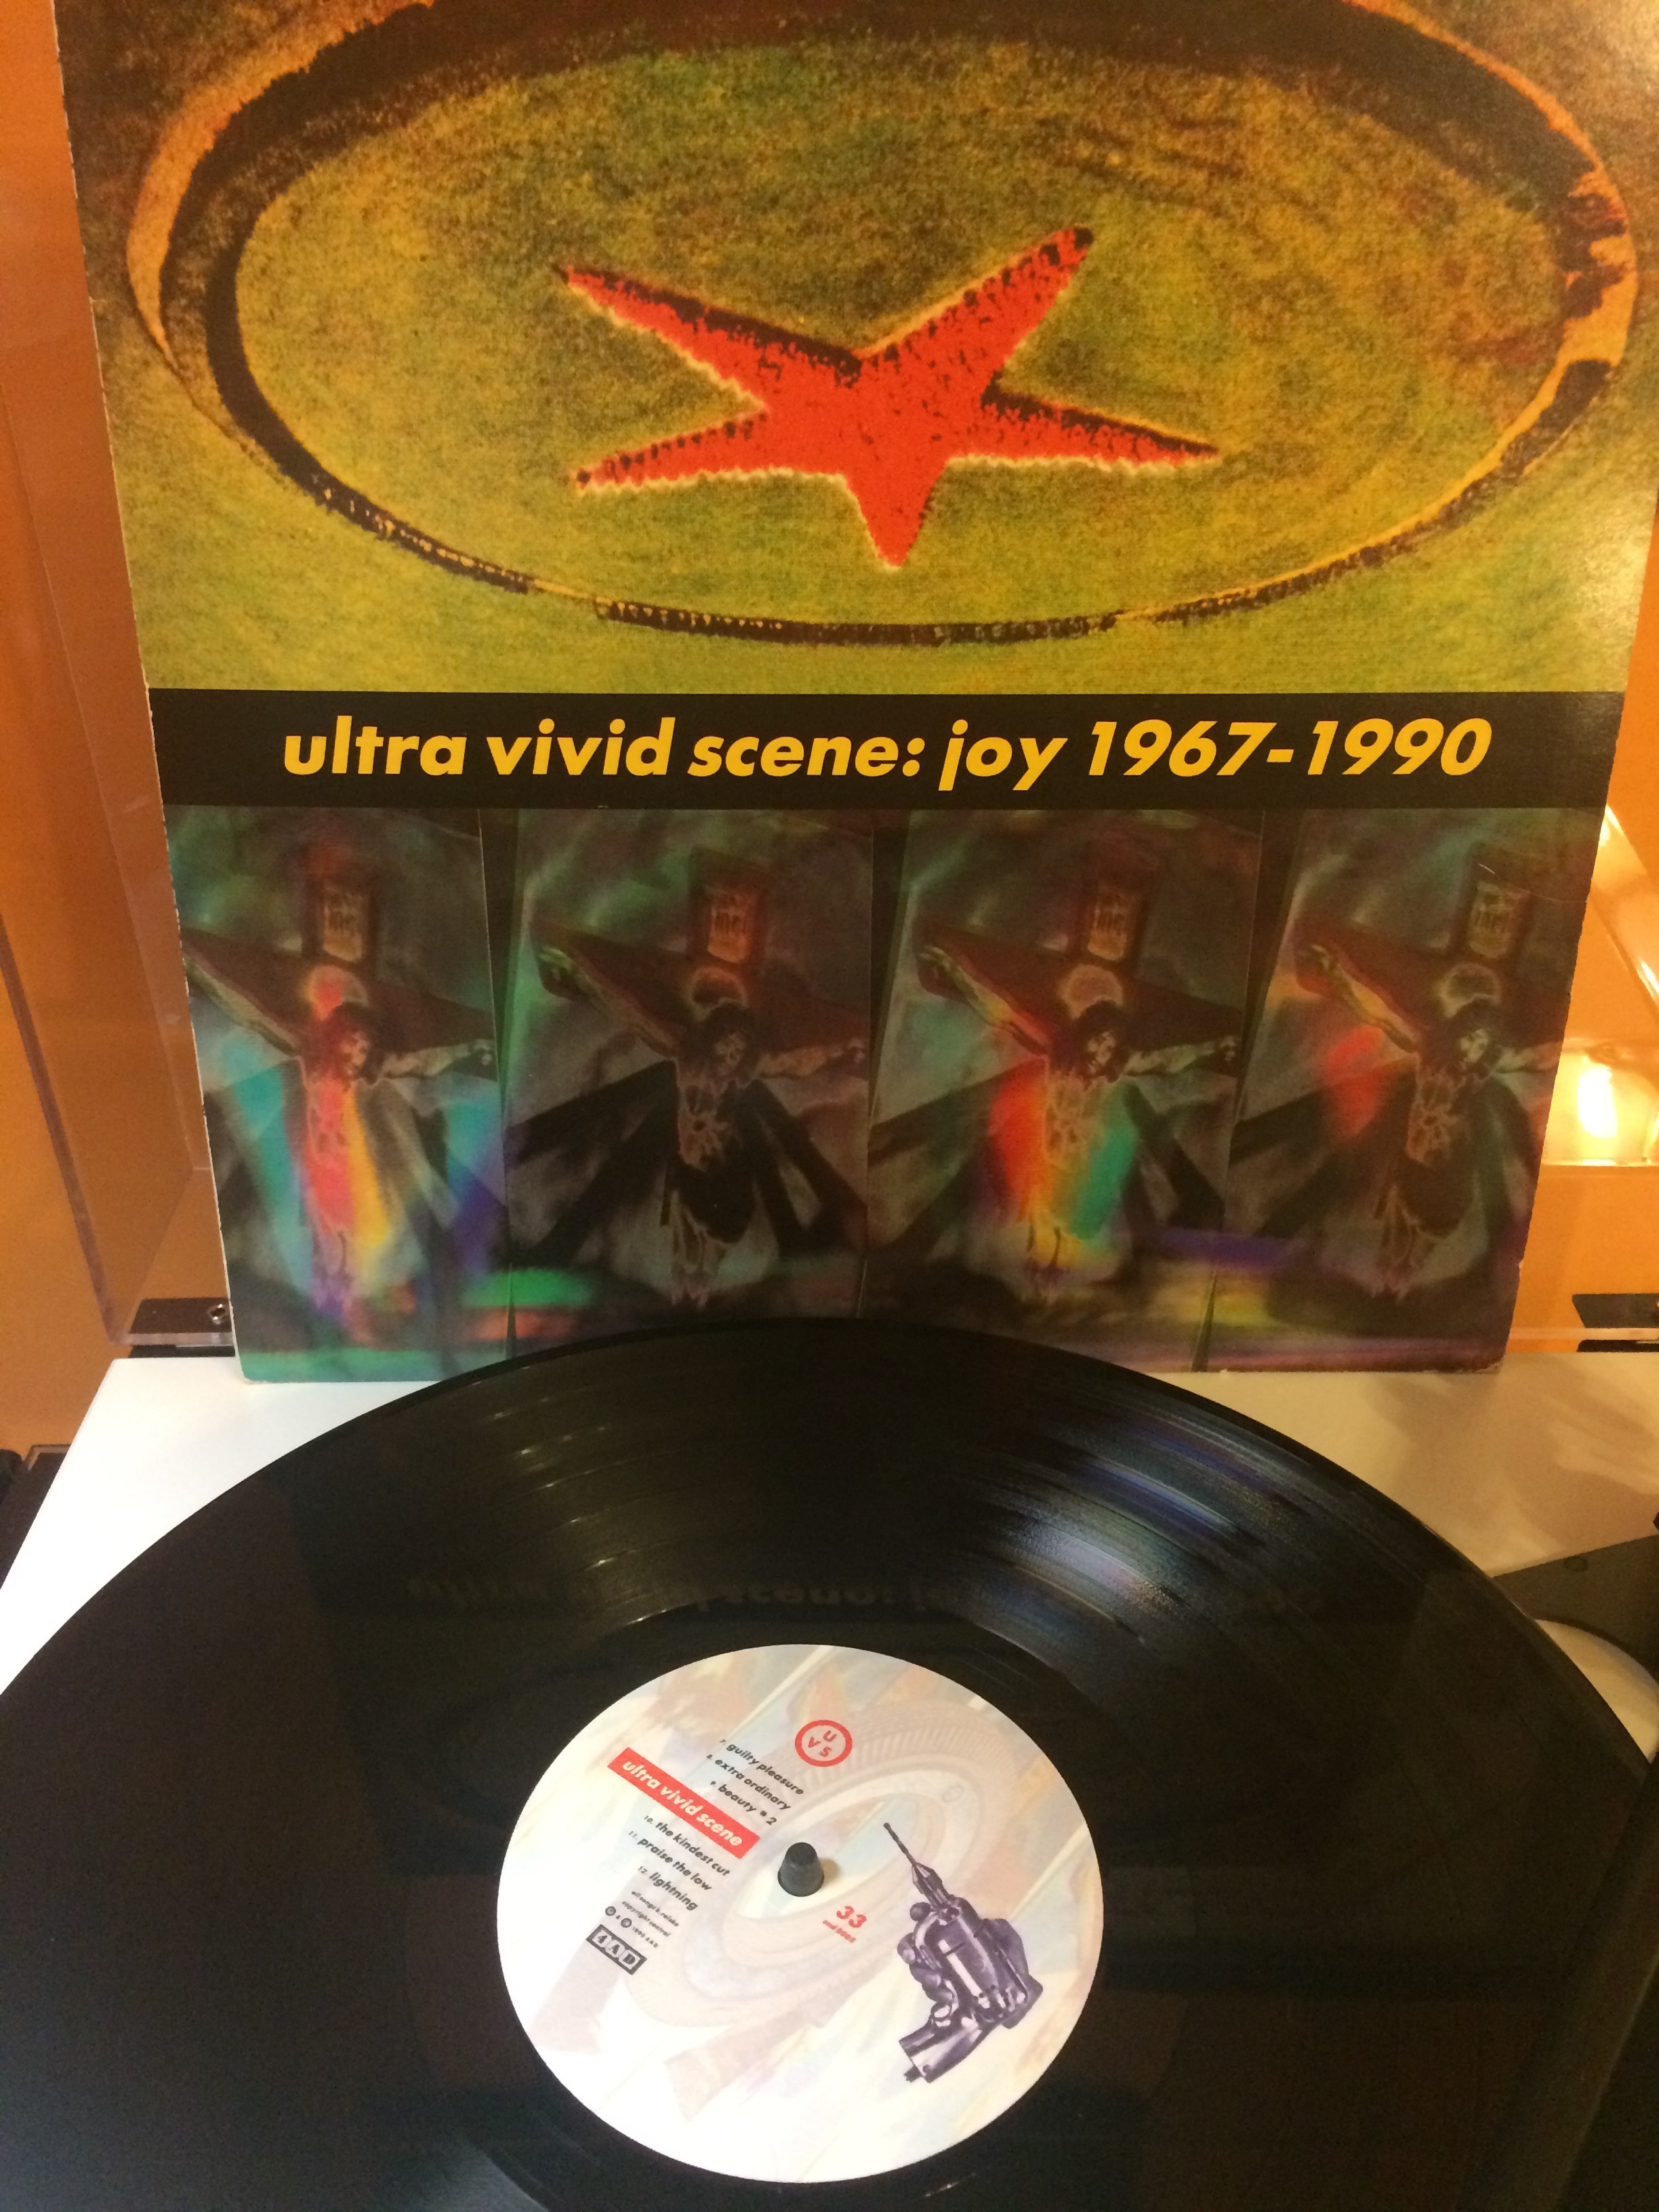 ultra vivid scene: joy 1967-1990
U
V S
7. guilty pleasure
8. extra ordinary
9. beauty # 2
ultra vivid scene
10. the kindest cut
11. praise the low
12. lightning
4AD
33